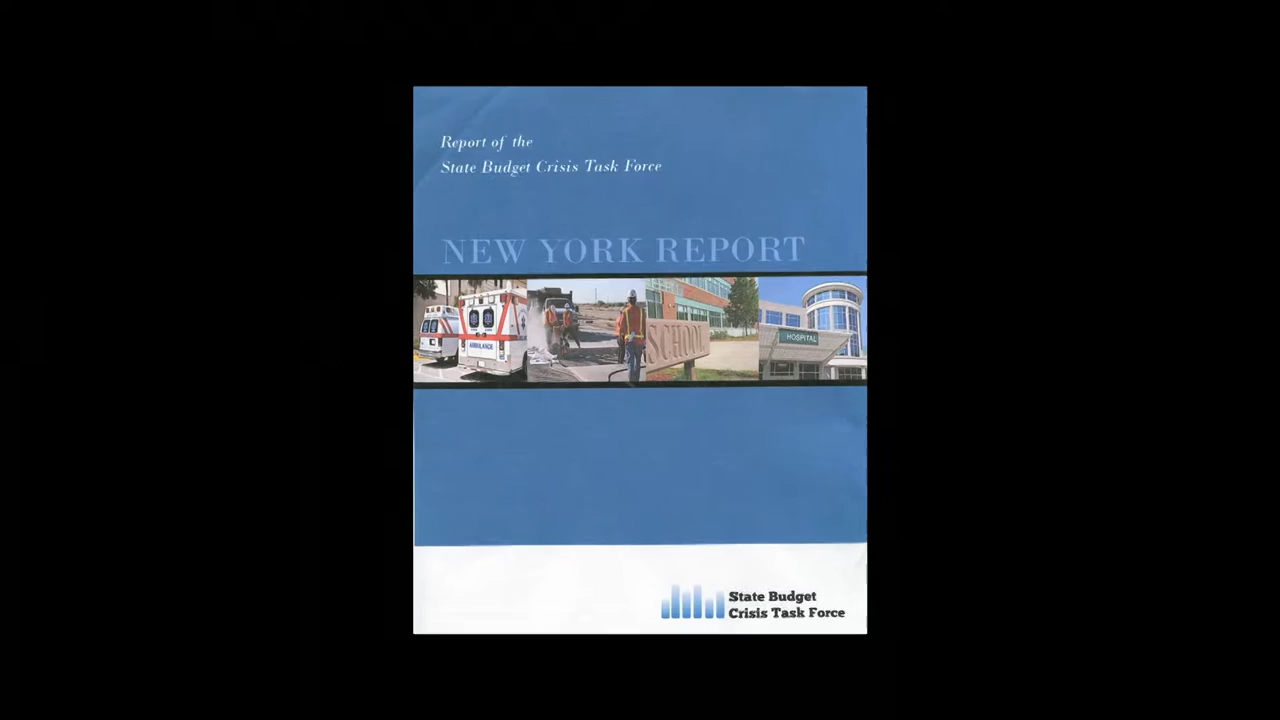 Report of the
State Budget Crisis Task Force
NEW YORK REPORT
AMBULANCE
SCHOOL
HOSPITAL
State Budget
Crisis Task Force